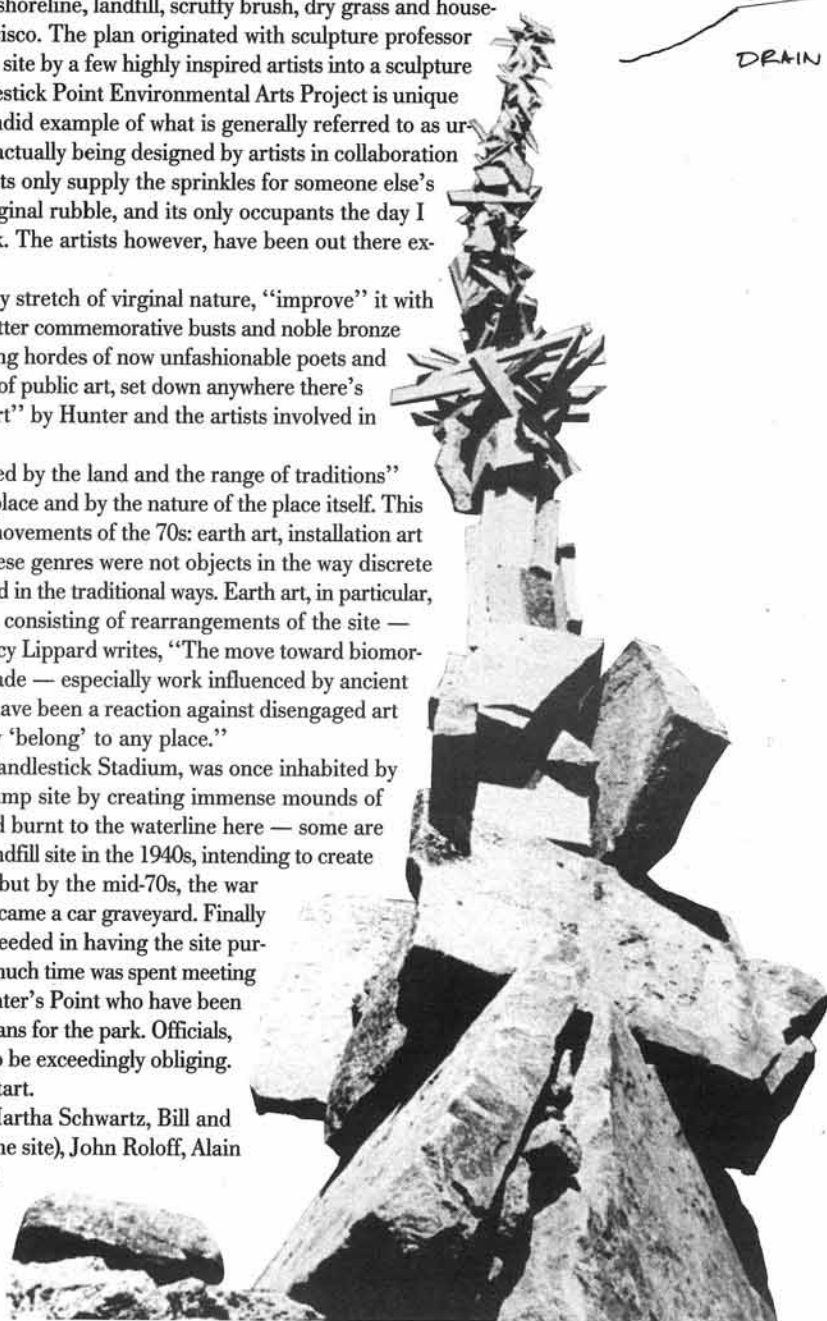 shoreline, landfill, scruffy brush, dry grass and house-
isco. The plan originated with sculpture professor
site by a few highly inspired artists into a sculpture
estick Point Environmental Arts Project is unique
ndid example of what is generally referred to as ur-
actually being designed by artists in collaboration
ts only supply the sprinkles for someone else's
ginal rubble, and its only occupants the day I
k. The artists however, have been out there ex-
y stretch of virginal nature, “improve” it with
tter commemorative busts and noble bronze
ng hordes of now unfashionable poets and
of public art, set down anywhere there's
rt” by Hunter and the artists involved in
ed by the land and the range of traditions”
place and by the nature of the place itself. This
movements of the 70s: earth art, installation art
ese genres were not objects in the way discrete
d in the traditional ways. Earth art, in particular,
consisting of rearrangements of the site —
cy Lippard writes, “The move toward biomor-
ade — especially work influenced by ancient
ave been a reaction against disengaged art
‘belong’ to any place.”
andlestick Stadium, was once inhabited by
amp site by creating immense mounds of
d burnt to the waterline here — some are
ndfill site in the 1940s, intending to create
but by the mid-70s, the war
came a car graveyard. Finally
eeded in having the site pur-
much time was spent meeting
nter's Point who have been
ans for the park. Officials,
o be exceedingly obliging.
tart.
Martha Schwartz, Bill and
he site), John Roloff, Alain
DRAIN